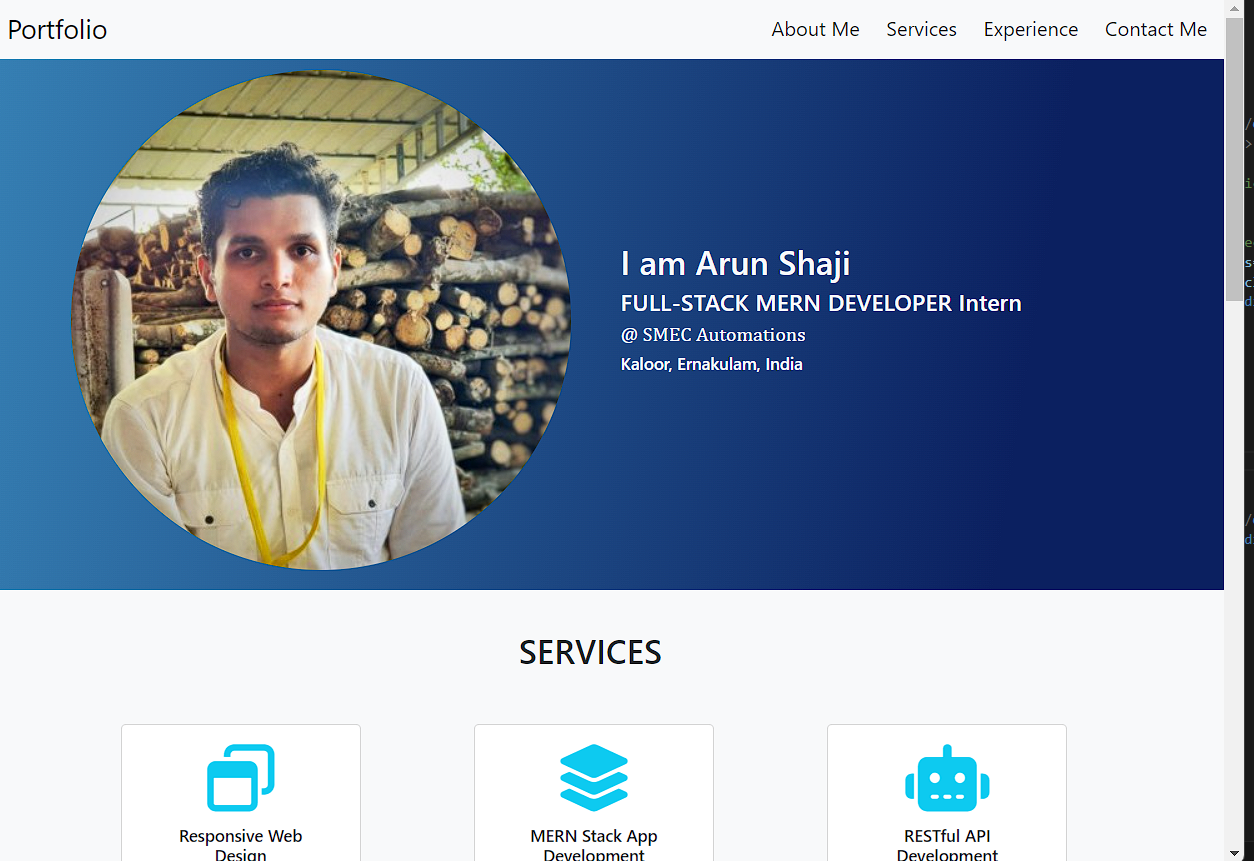 Portfolio
About Me Services Experience Contact Me
I am Arun Shaji
FULL-STACK MERN DEVELOPER Intern
@ SMEC Automations
Kaloor, Ernakulam, India
SERVICES
Responsive Web
Design
MERN Stack App
Development
RESTful API
Development